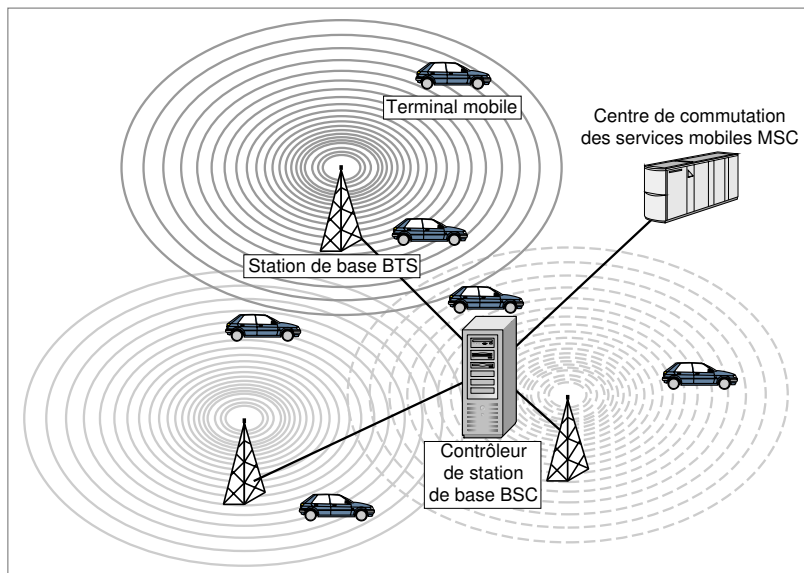 Terminal mobile
Centre de commutation
des services mobiles MSC
Station de base BTS
Contrôleur
de station
de base BSC